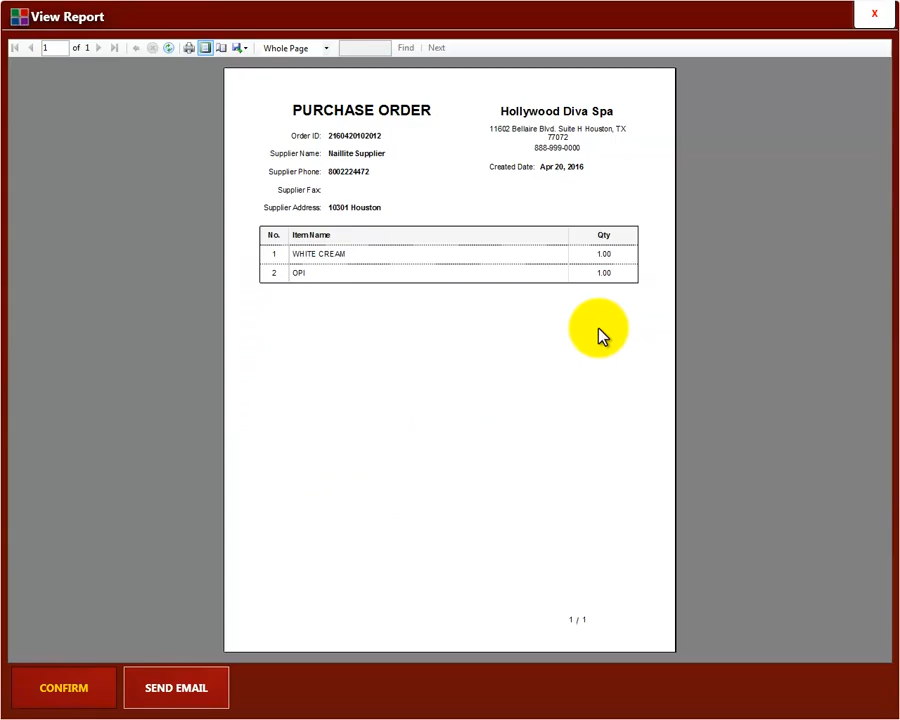 View Report
X
1 of 1 Whole Page Find | Next
PURCHASE ORDER
Order ID: 2160420102012
Supplier Name: Naillite Supplier
Supplier Phone: 8002224472
Supplier Fax:
Supplier Address: 10301 Houston
Hollywood Diva Spa
11602 Bellaire Blvd. Suite H Houston, TX
77072
888-999-0000
Created Date: Apr 20, 2016
No. Item Name Qty
1 WHITE CREAM 1.00
2 OPI 1.00
1 / 1
CONFIRM SEND EMAIL